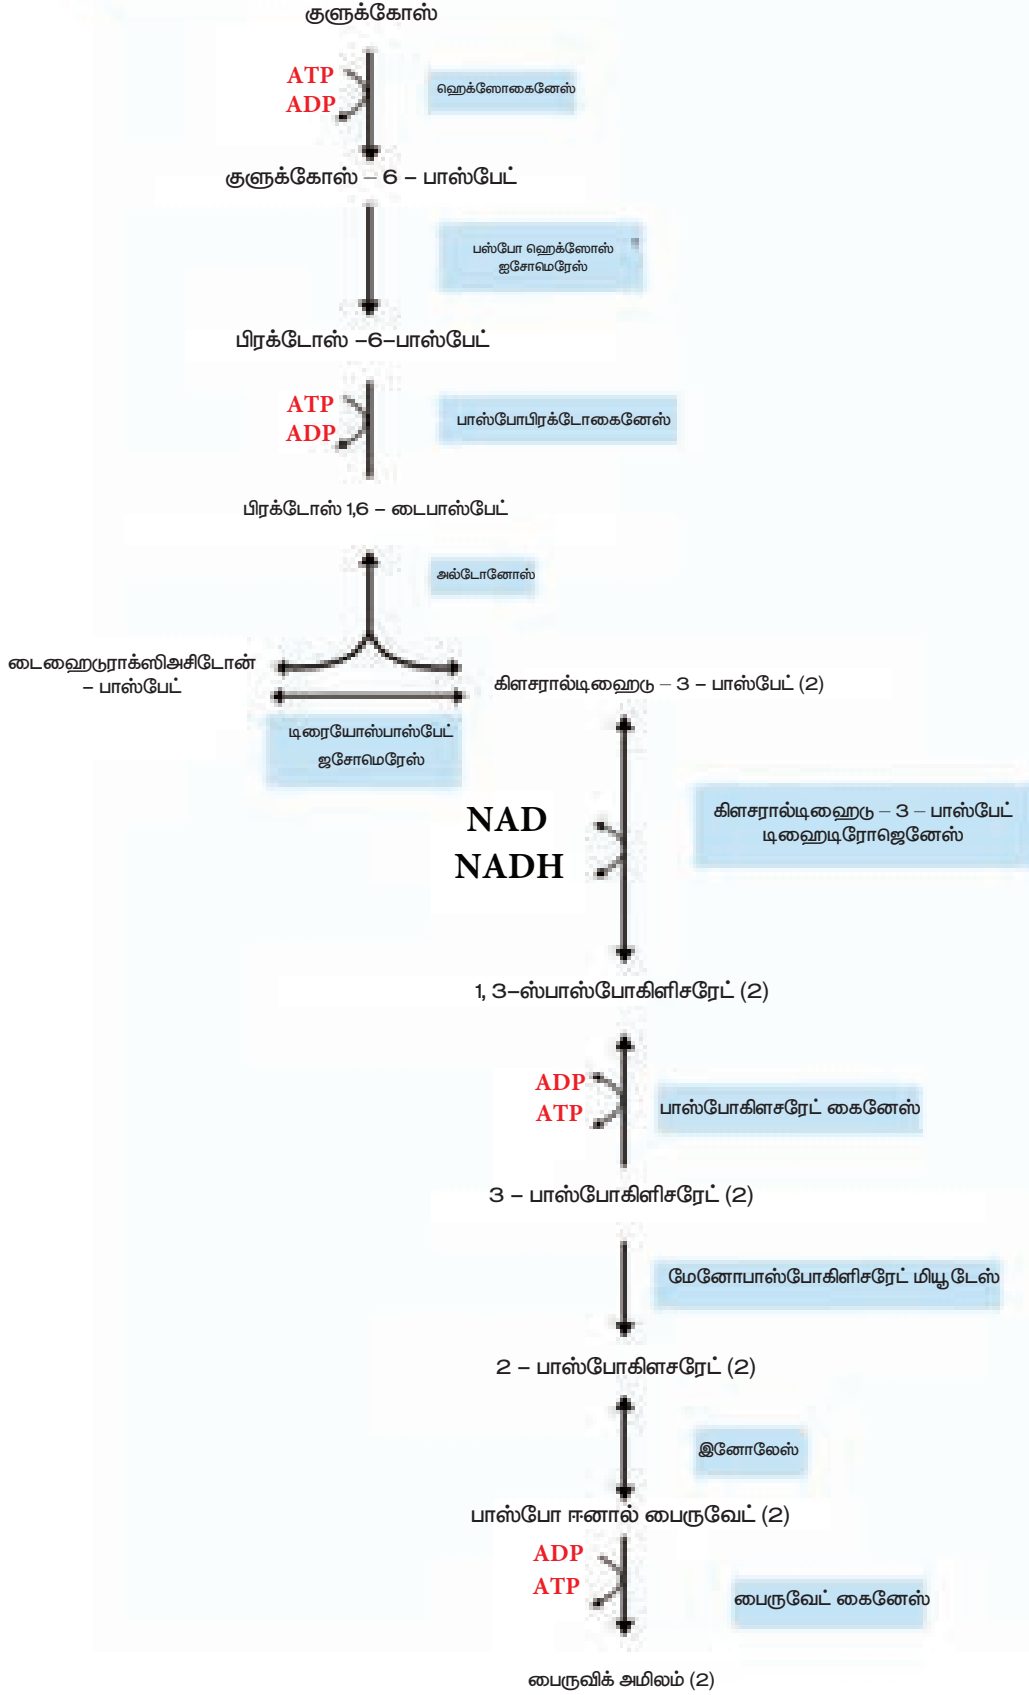 குளுக்கோஸ்
ATP
ADP
ஹெக்ஸோகைனேஸ்
குளுக்கோஸ் – 6 – பாஸ்பேட்
பஸ்போ ஹெக்ஸோஸ்
ஐசோமெரேஸ்
பிரக்டோஸ் –6–பாஸ்பேட்
ATP
ADP
பாஸ்போபிரக்டோகைனேஸ்
பிரக்டோஸ் 1,6 – டைபாஸ்பேட்
அல்டோனோஸ்
டைஹைடுராக்ஸிஅசிடோன்
– பாஸ்பேட்
கிளசரால்டிஹைடு – 3 – பாஸ்பேட் (2)
டிரையோஸ்பாஸ்பேட்
ஐசோமெரேஸ்
NAD
NADH
கிளசரால்டிஹைடு – 3 – பாஸ்பேட்
டிஹைடிரோஜெனேஸ்
1, 3–ஸ்பாஸ்போகிளிசரேட் (2)
ADP
ATP
பாஸ்போகிளசரேட் கைனேஸ்
3 – பாஸ்போகிளிசரேட் (2)
மேனோபாஸ்போகிளிசரேட் மியூடேஸ்
2 – பாஸ்போகிளசரேட் (2)
இனோலேஸ்
பாஸ்போ ஈனால் பைருவேட் (2)
ADP
ATP
பைருவேட் கைனேஸ்
பைருவிக் அமிலம் (2)